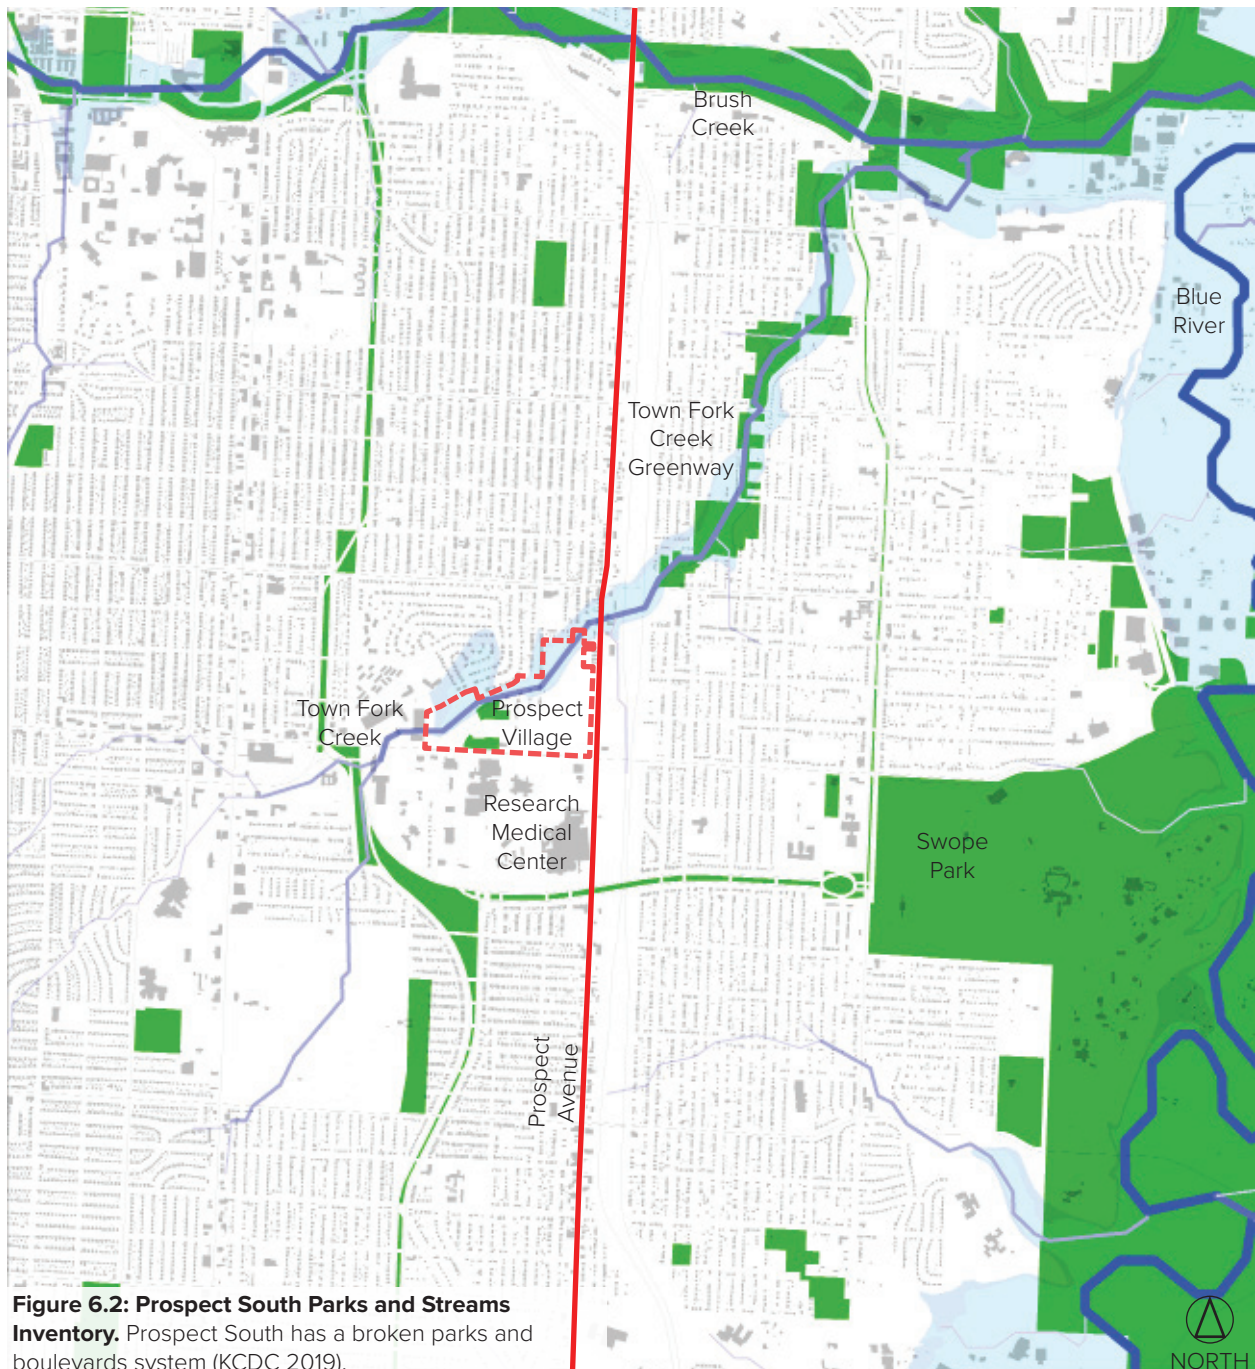 Brush
Creek
Blue
River
Town Fork
Creek
Greenway
Town Fork
Creek
Prospect
Village
Research
Medical
Center
Swope
Park
Prospect
Avenue
Figure 6.2: Prospect South Parks and Streams
Inventory. Prospect South has a broken parks and
boulevards system (KCDC 2019).
NORTH